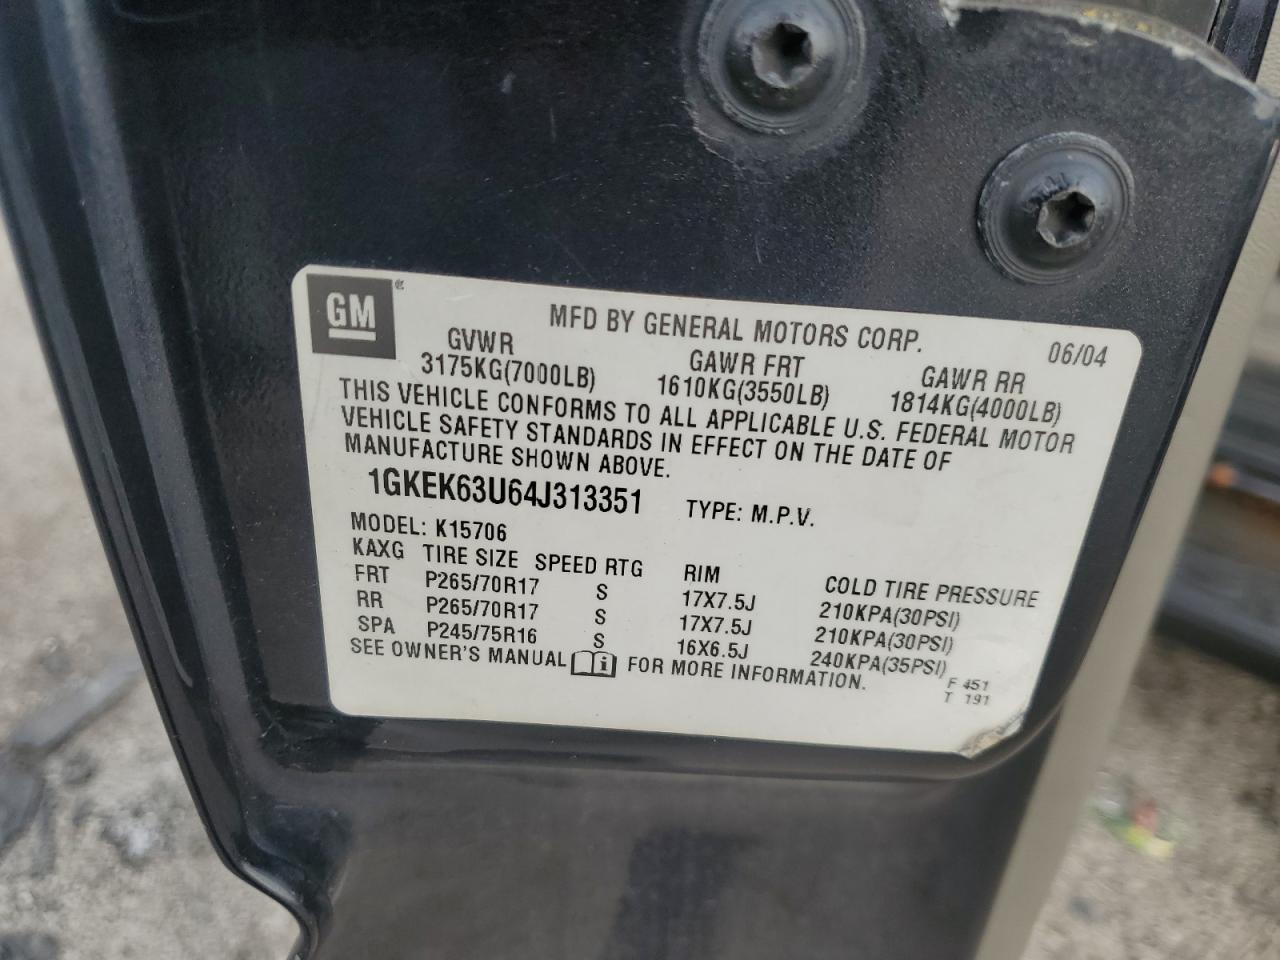 GM
MFD BY GENERAL MOTORS CORP. 06/04
GVWR GAWR FRT GAWR RR
3175KG(7000LB) 1610KG(3550LB) 1814KG(4000LB)
THIS VEHICLE CONFORMS TO ALL APPLICABLE U.S. FEDERAL MOTOR
VEHICLE SAFETY STANDARDS IN EFFECT ON THE DATE OF
MANUFACTURE SHOWN ABOVE.
1GKEK63U64J313351 TYPE: M.P.V.
MODEL: K15706
KAXG TIRE SIZE SPEED RTG RIM COLD TIRE PRESSURE
FRT P265/70R17 S 17X7.5J 210KPA(30PSI)
RR P265/70R17 S 17X7.5J 210KPA(30PSI)
SPA P245/75R16 S 16X6.5J 240KPA(35PSI)
SEE OWNER'S MANUAL FOR MORE INFORMATION.
F 451
T 191